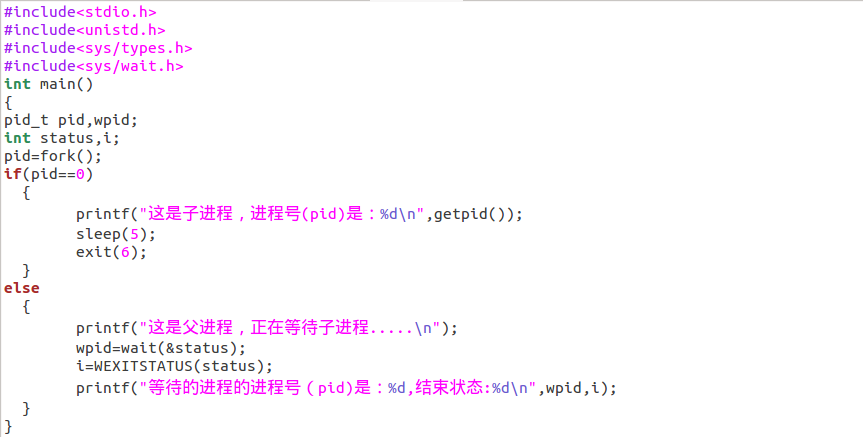 #include<stdio.h>
#include<unistd.h>
#include<sys/types.h>
#include<sys/wait.h>
int main()
{
pid_t pid,wpid;
int status,i;
pid=fork();
if(pid==0)
  {
        printf("这是子进程，进程号(pid)是：%d\n",getpid());
        sleep(5);
        exit(6);
  }
else
  {
        printf("这是父进程，正在等待子进程.....\n");
        wpid=wait(&status);
        i=WEXITSTATUS(status);
        printf("等待的进程的进程号（pid)是：%d,结束状态:%d\n",wpid,i);
  }
}